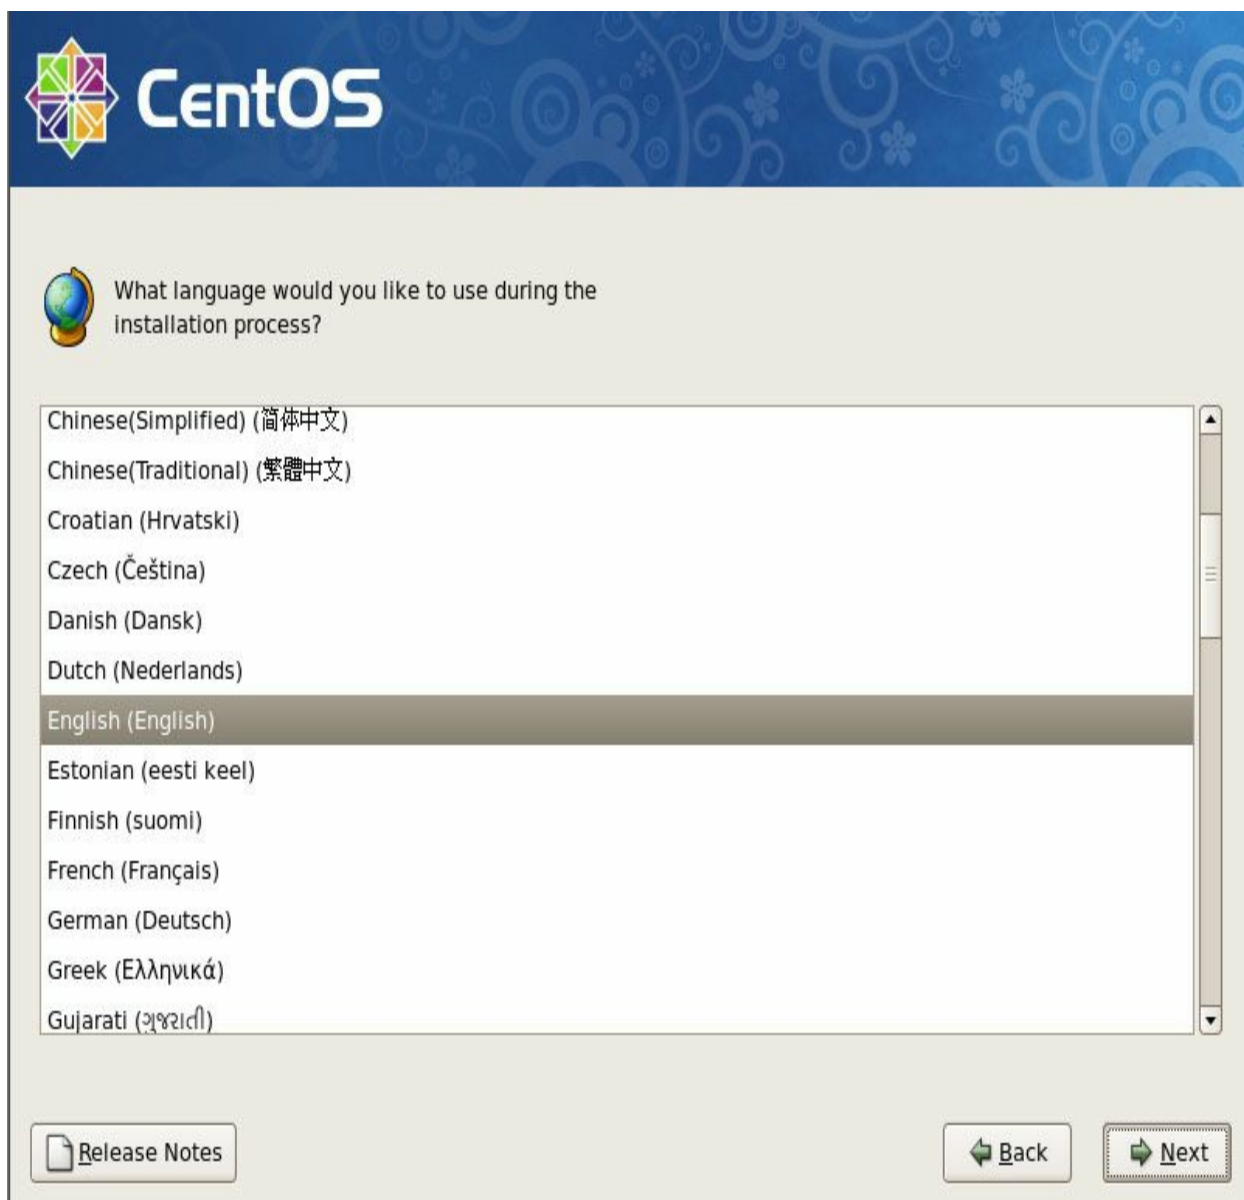 CentOS
What language would you like to use during the
installation process?
Chinese(Simplified) (简体中文)
Chinese(Traditional) (繁體中文)
Croatian (Hrvatski)
Czech (Čeština)
Danish (Dansk)
Dutch (Nederlands)
English (English)
Estonian (eesti keel)
Finnish (suomi)
French (Français)
German (Deutsch)
Greek (Ελληνικά)
Gujarati (ગુજરાતી)
Release Notes
Back
Next